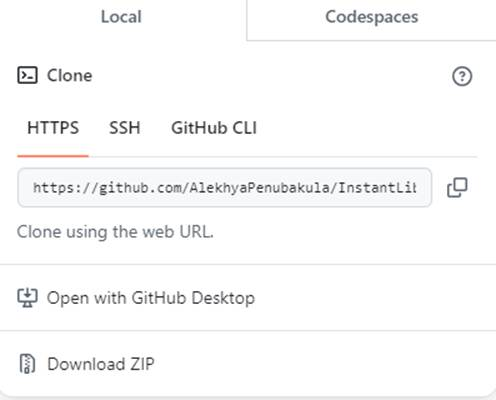 Local Codespaces
Clone
HTTPS SSH GitHub CLI
https://github.com/AlekhyaPenubakula/InstantLib
Clone using the web URL.
Open with GitHub Desktop
Download ZIP